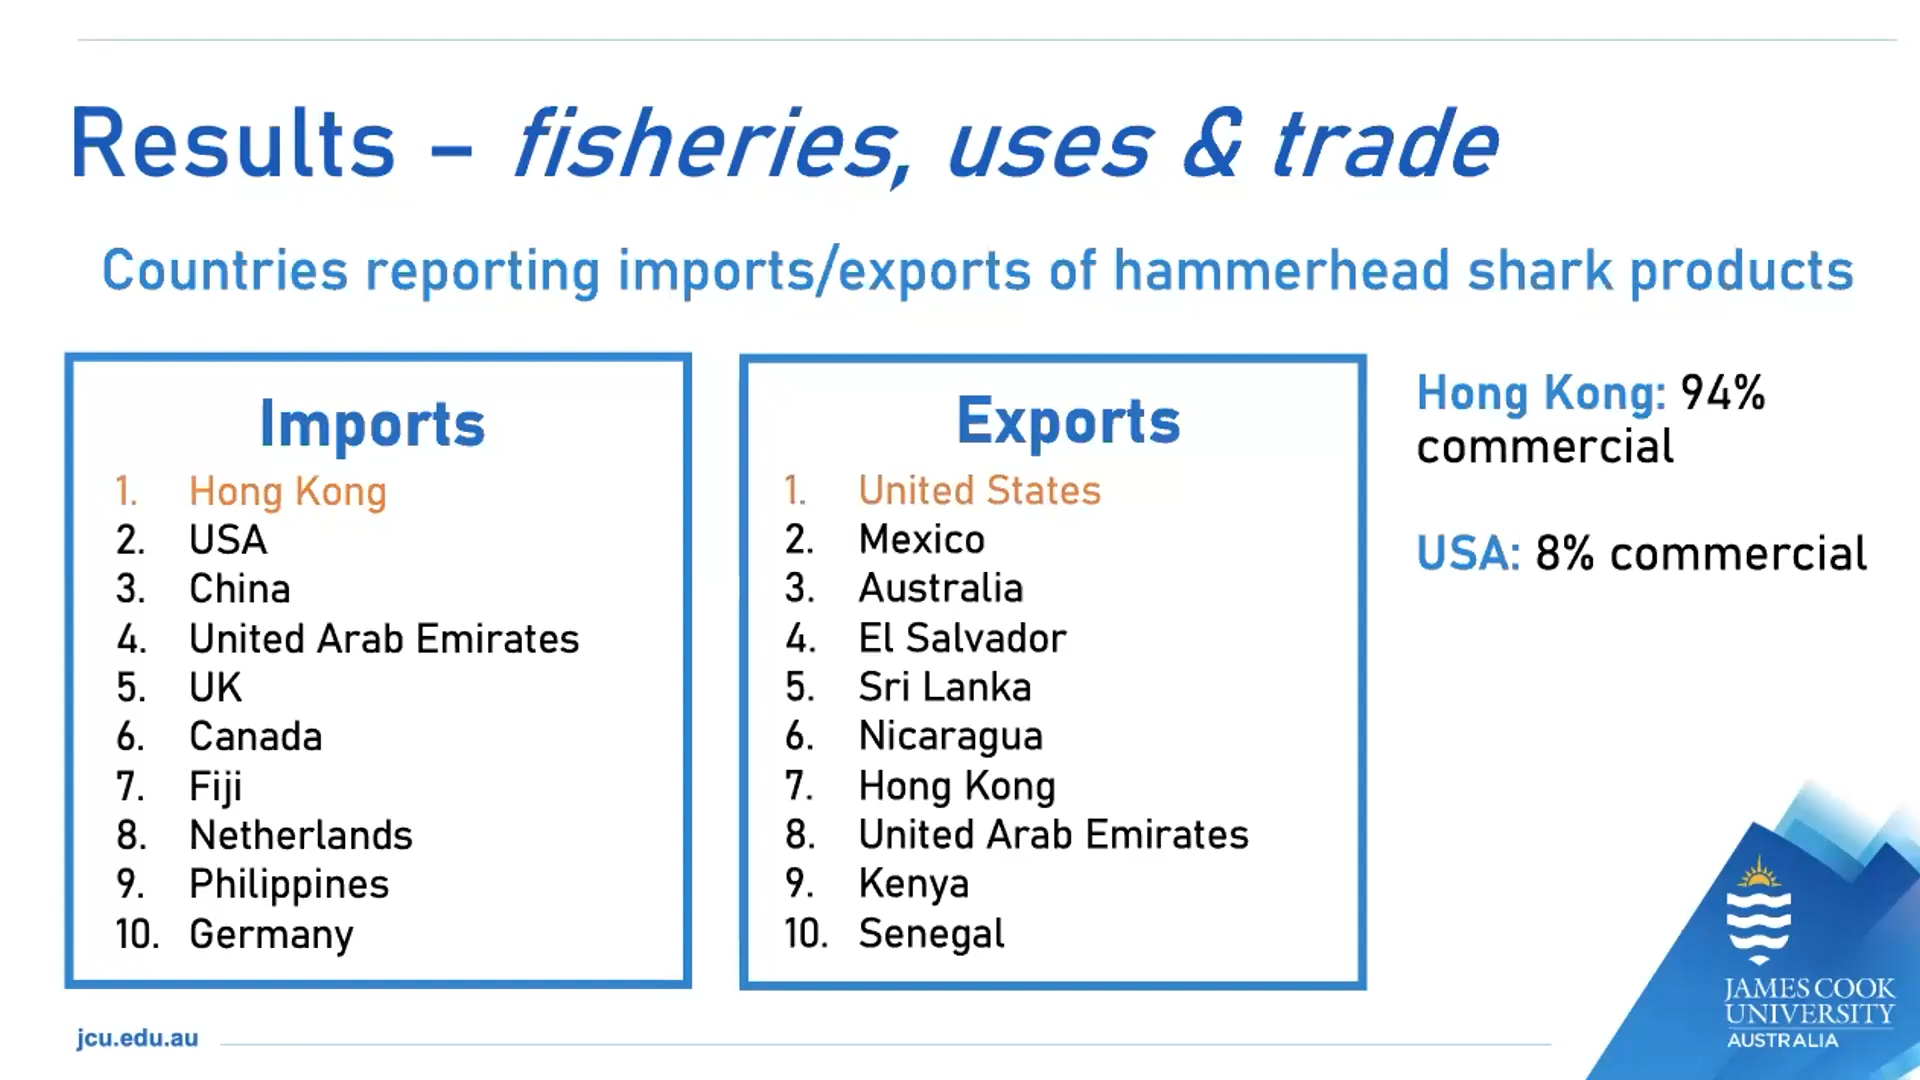 Results – fisheries, uses & trade
Countries reporting imports/exports of hammerhead shark products
Imports
1. Hong Kong
2. USA
3. China
4. United Arab Emirates
5. UK
6. Canada
7. Fiji
8. Netherlands
9. Philippines
10. Germany
Exports
1. United States
2. Mexico
3. Australia
4. El Salvador
5. Sri Lanka
6. Nicaragua
7. Hong Kong
8. United Arab Emirates
9. Kenya
10. Senegal
Hong Kong: 94%
commercial
USA: 8% commercial
jcu.edu.au
JAMES COOK
UNIVERSITY
AUSTRALIA